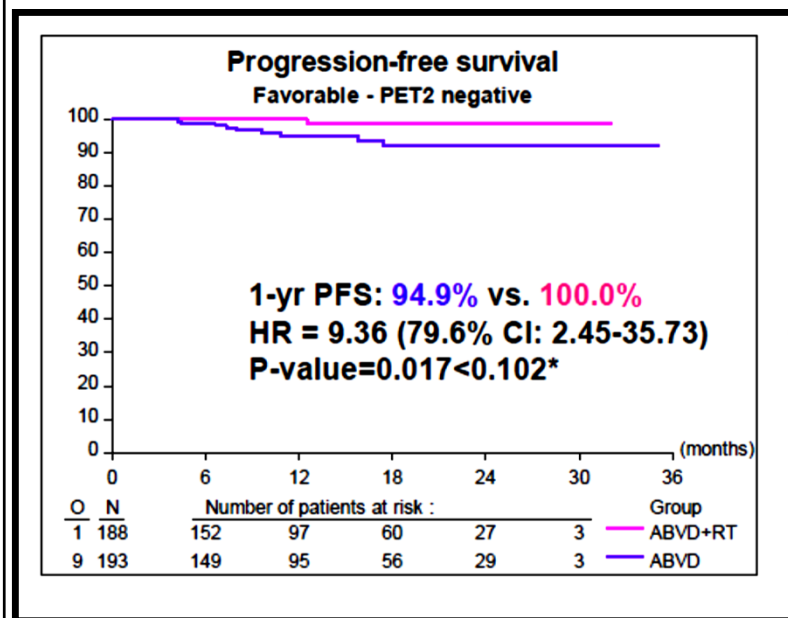 Progression-free survival
Favorable - PET2 negative
100
90
80
70
60
50
40
30
20
10
0
1-yr PFS: 94.9% vs. 100.0%
HR = 9.36 (79.6% CI: 2.45-35.73)
P-value=0.017<0.102*
(months)
0 6 12 18 24 30 36
O N Number of patients at risk : Group
1 188 152 97 60 27 3 ABVD+RT
9 193 149 95 56 29 3 ABVD